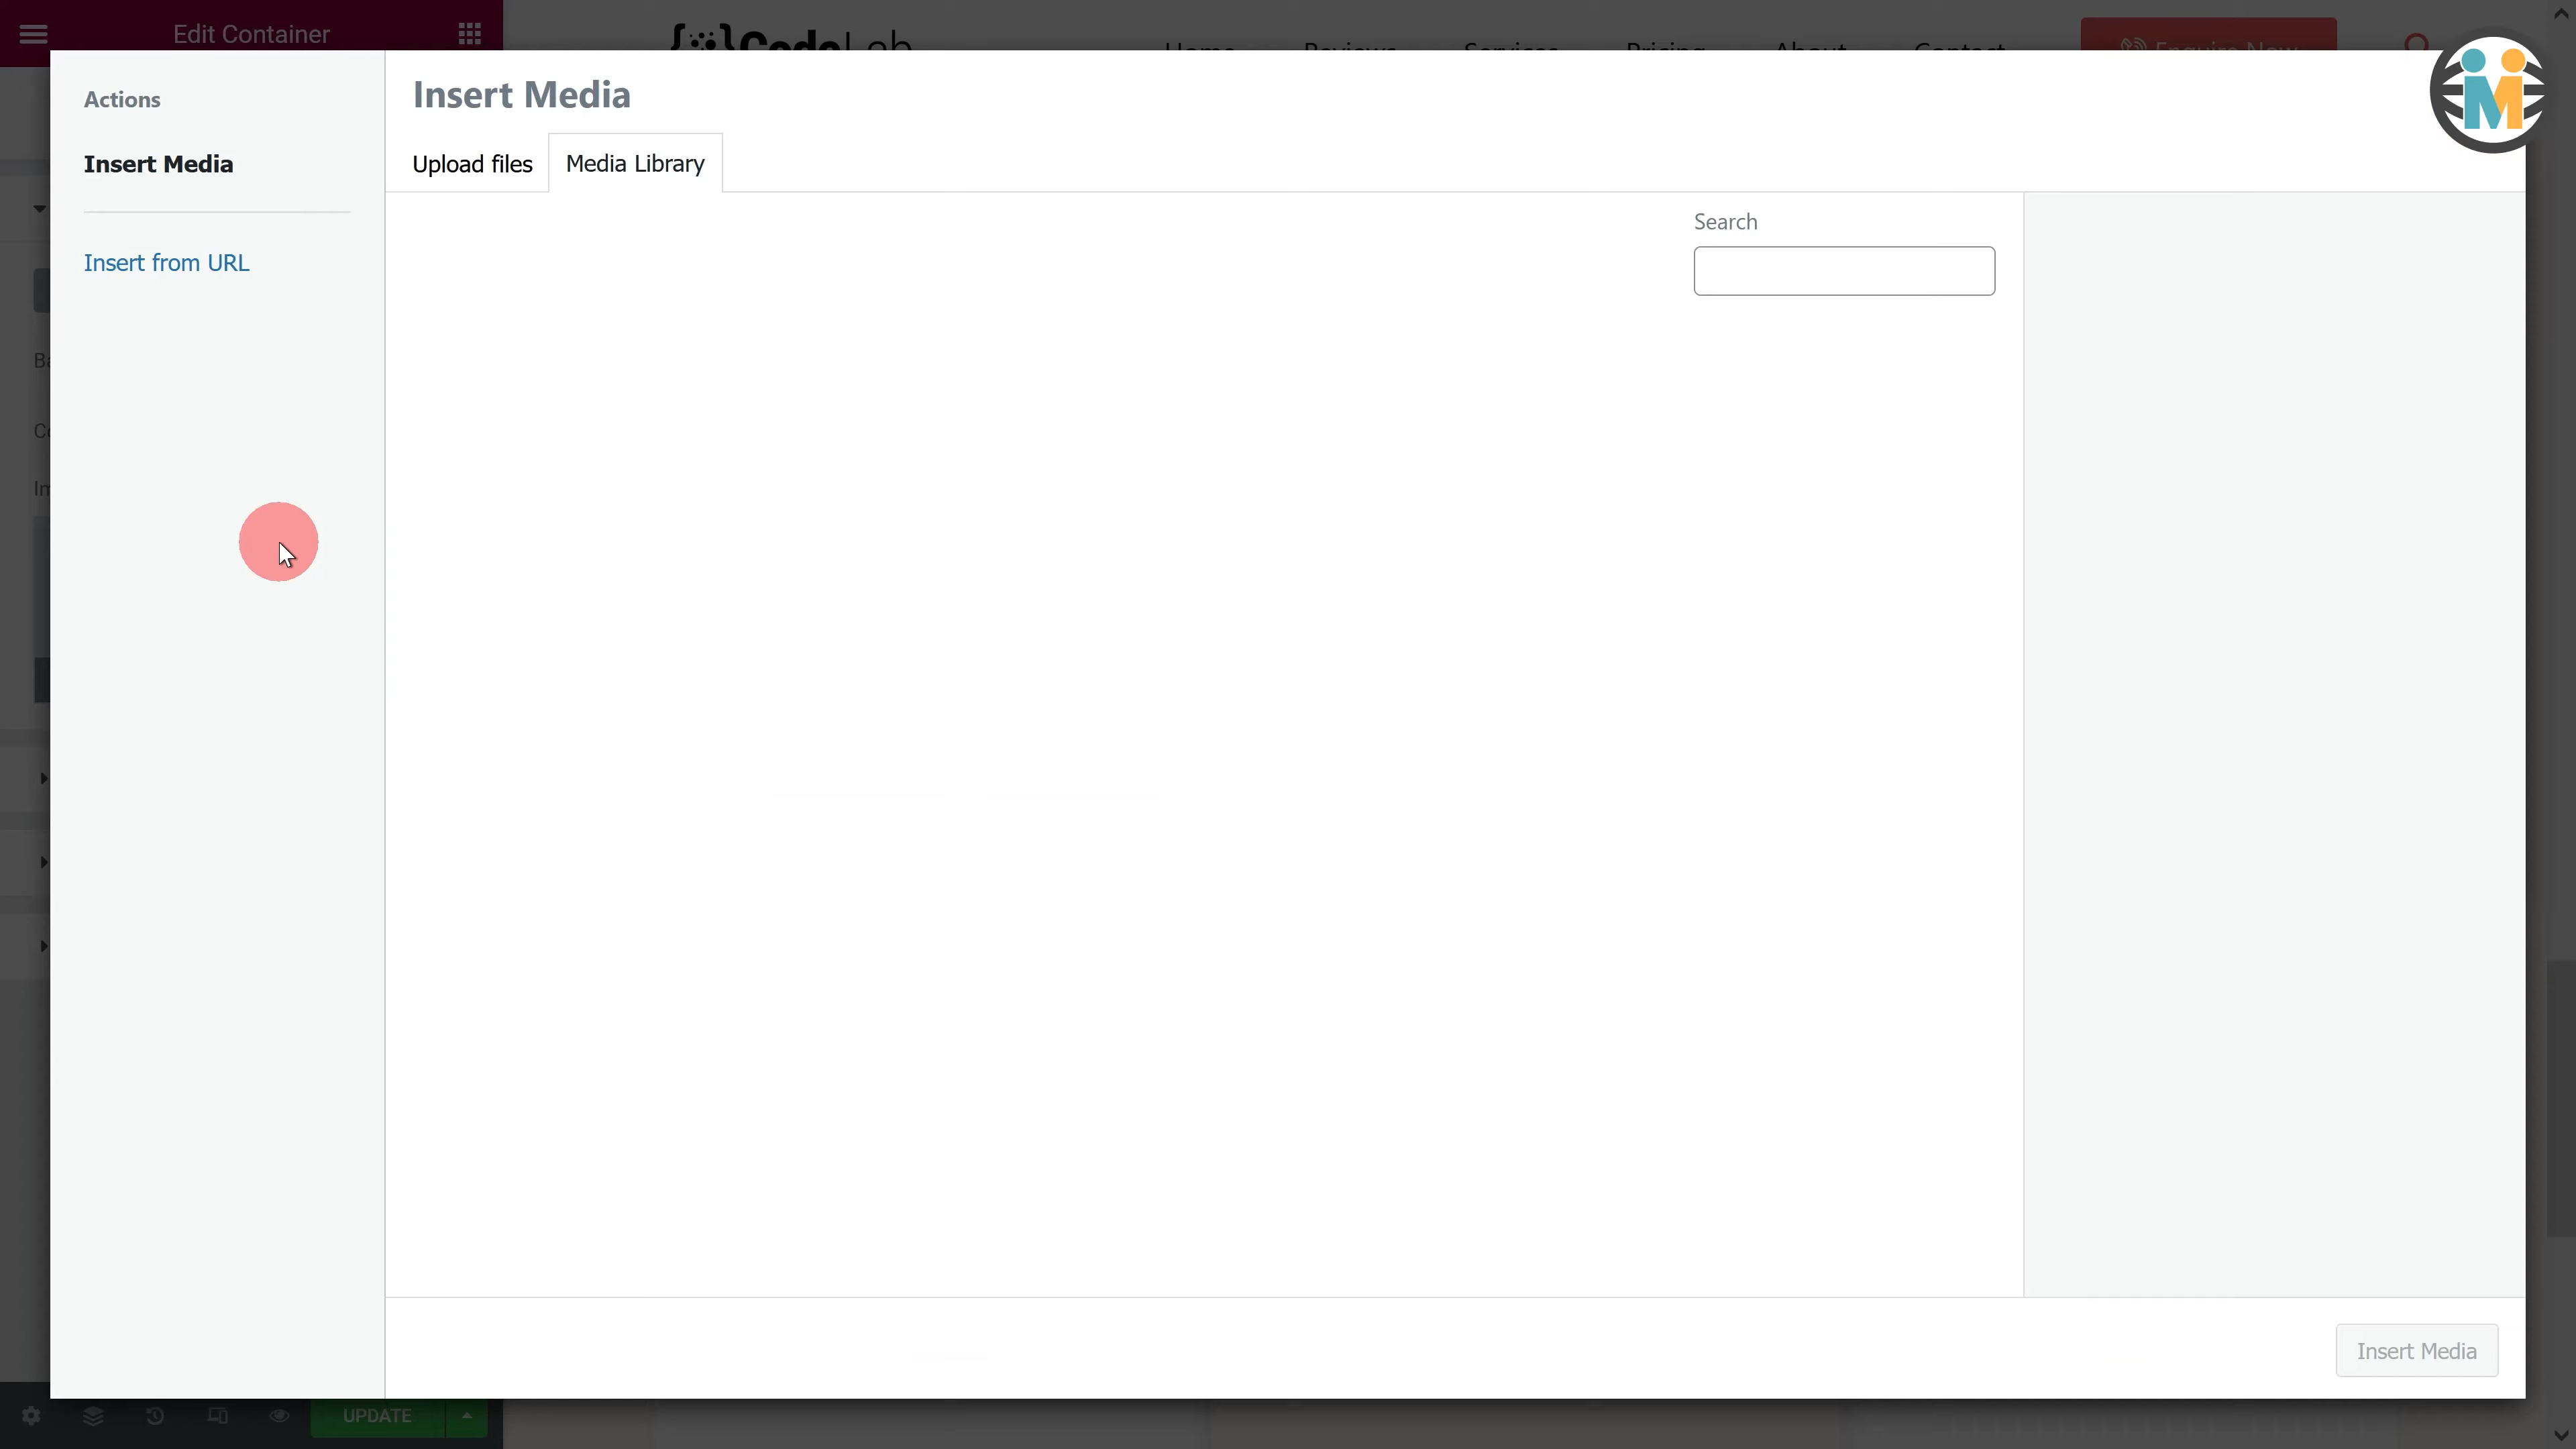 Edit Container
Actions
Insert Media
Insert from URL
Insert Media
Upload files
Media Library
Search
Insert Media
UPDATE
M